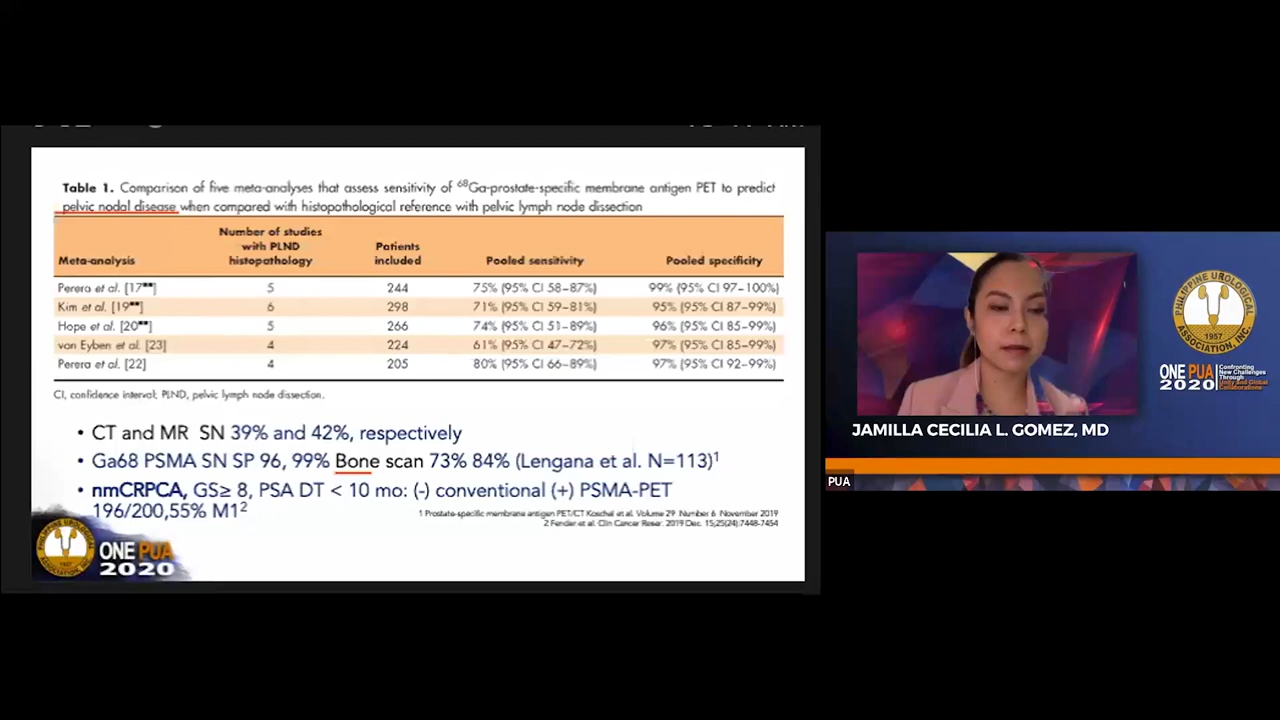 Table 1. Comparison of five meta-analyses that assess sensitivity of 68Ga-prostate-specific membrane antigen PET to predict
pelvic nodal disease when compared with histopathological reference with pelvic lymph node dissection
Meta-analysis Number of studies with PLND histopathology Patients included Pooled sensitivity Pooled specificity
Perera et al. [17■■] 5 244 75% (95% CI 58–87%) 99% (95% CI 97–100%)
Kim et al. [19■■] 6 298 71% (95% CI 59–81%) 95% (95% CI 87–99%)
Hope et al. [20■■] 5 266 74% (95% CI 51–89%) 96% (95% CI 85–99%)
von Eyben et al. [23] 4 224 61% (95% CI 47–72%) 97% (95% CI 85–99%)
Perera et al. [22] 4 205 80% (95% CI 66–89%) 97% (95% CI 92–99%)
CI, confidence interval; PLND, pelvic lymph node dissection.
• CT and MR SN 39% and 42%, respectively
• Ga68 PSMA SN SP 96, 99% Bone scan 73% 84% (Lengana et al. N=113)1
• nmCRPCA, GS≥ 8, PSA DT < 10 mo: (-) conventional (+) PSMA-PET
196/200,55% M12
1 Prostate-specific membrane antigen PET/CT Koschel et al. Volume 29 Number 6 November 2019
2 Fender et al. Clin Cancer Reser. 2019 Dec. 15;25(24):7448-7454
ONE PUA
2020
PHILIPPINE UROLOGICAL
ASSOCIATION, INC.
1957
ONE PUA
2020
Confronting
New Challenges
Through
Unity and Global
Collaborations
JAMILLA CECILIA L. GOMEZ, MD
PUA